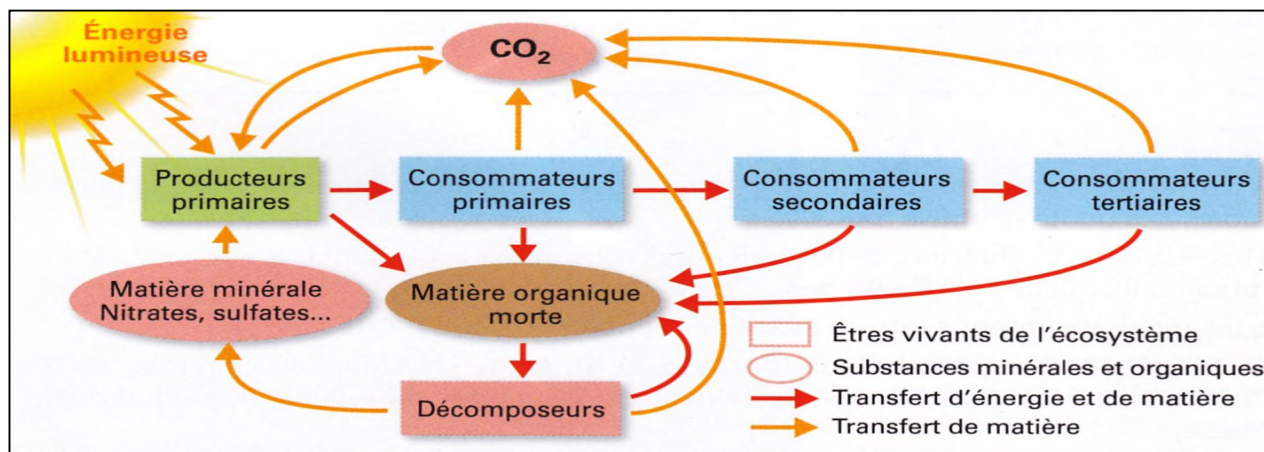 Énergie
lumineuse
CO₂
Producteurs
primaires
Consommateurs
primaires
Consommateurs
secondaires
Consommateurs
tertiaires
Matière minérale
Nitrates, sulfates...
Matière organique
morte
Décomposeurs
Êtres vivants de l'écosystème
Substances minérales et organiques
Transfert d'énergie et de matière
Transfert de matière